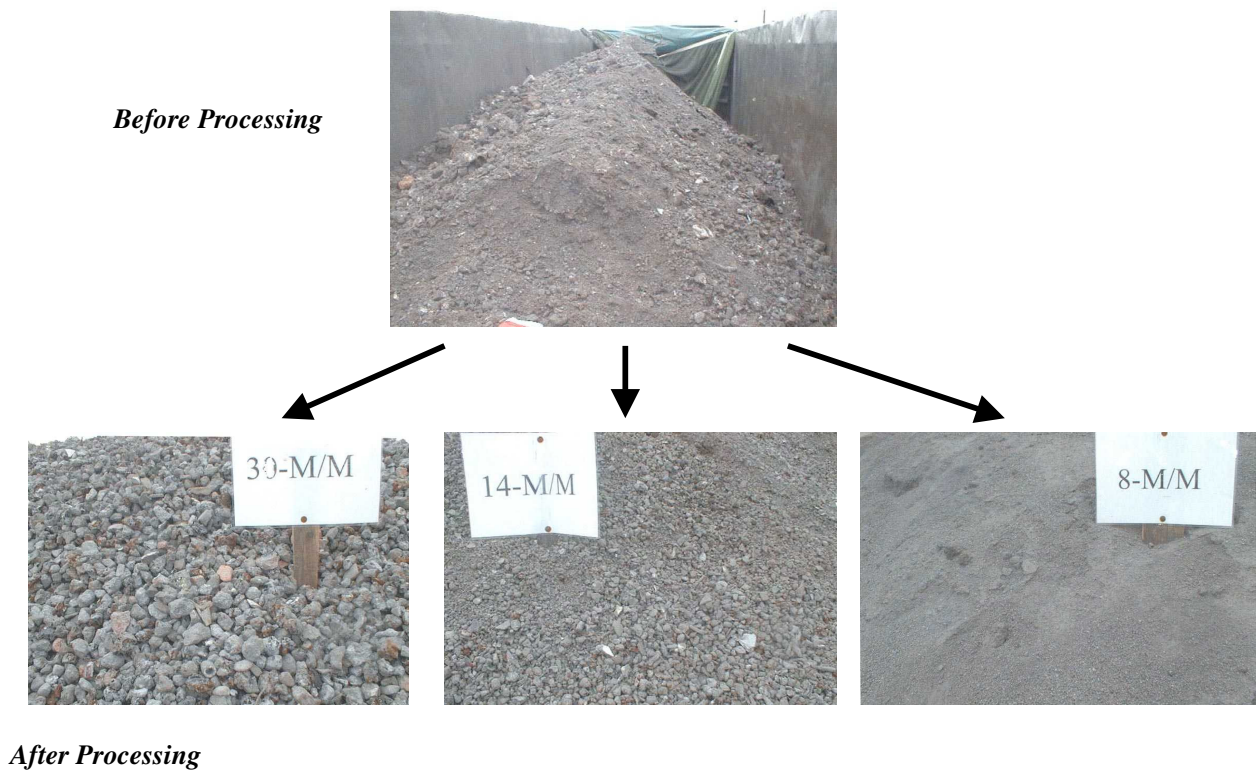 Before Processing
30-M/M
14-M/M
8-M/M
After Processing